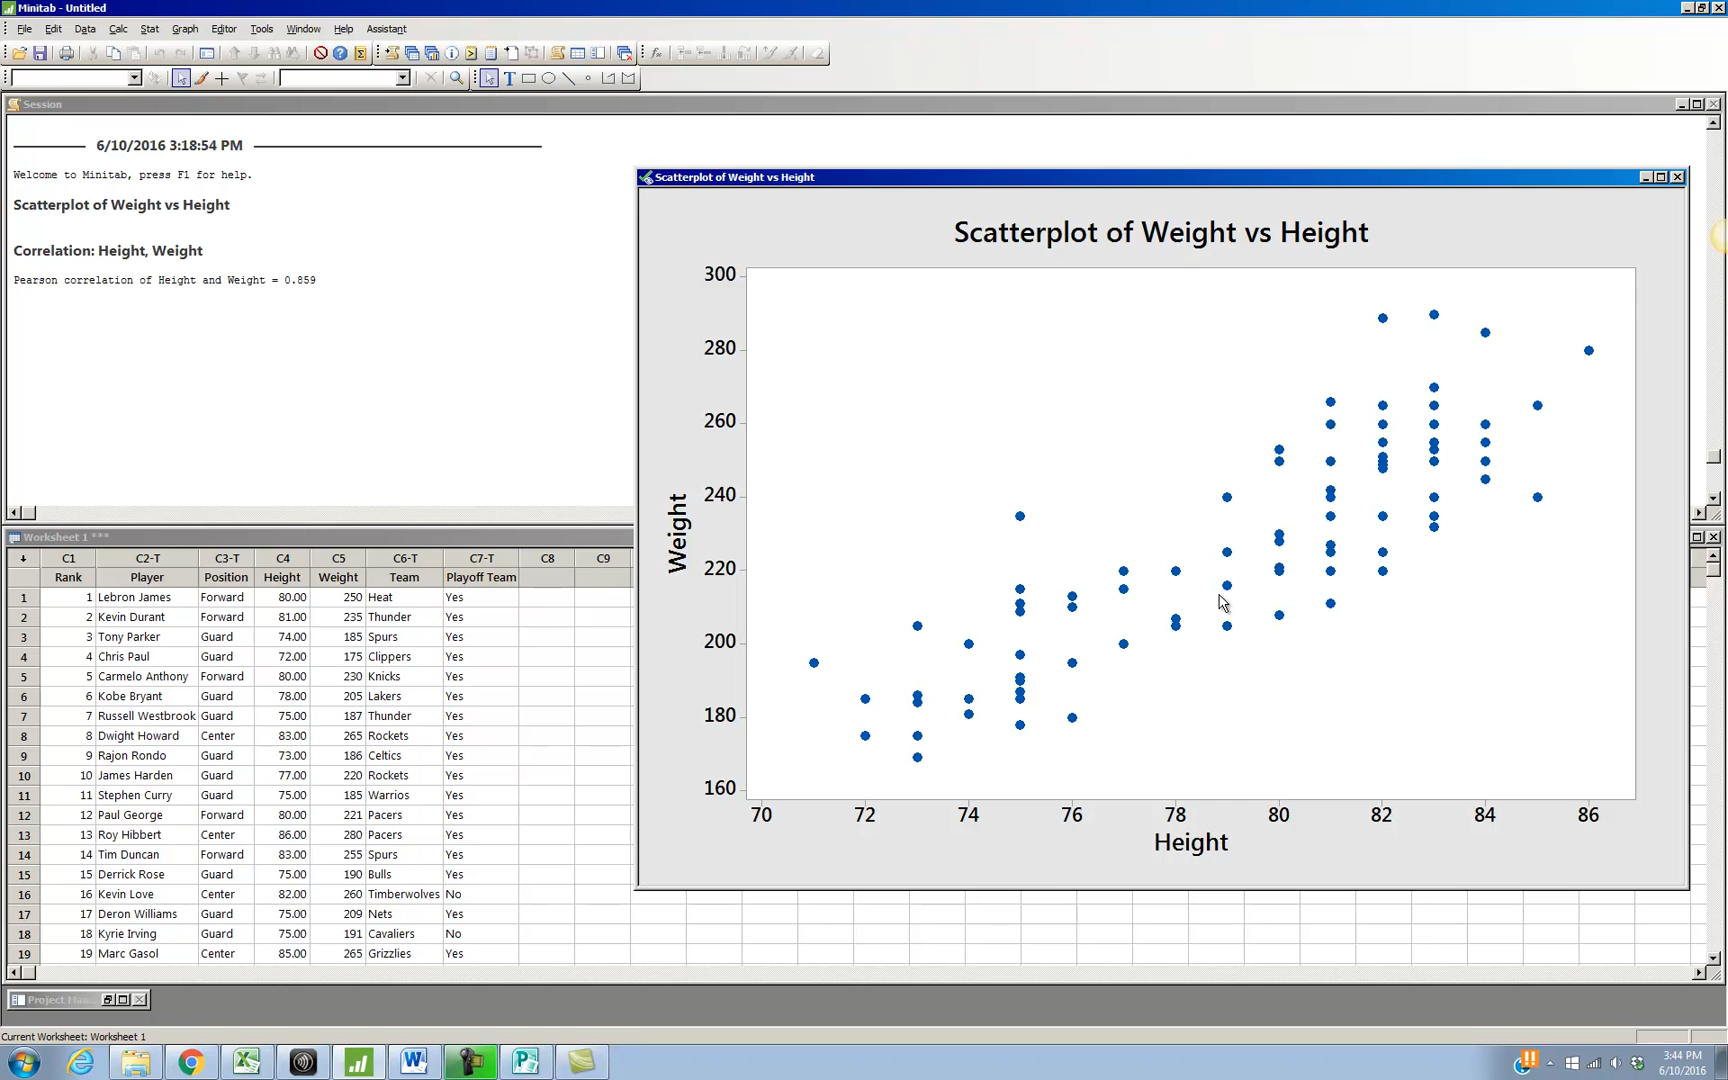 Minitab - Untitled
File Edit Data Calc Stat Graph Editor Tools Window Help Assistant
Session
6/10/2016 3:18:54 PM
Welcome to Minitab, press F1 for help.
Scatterplot of Weight vs Height
Correlation: Height, Weight
Pearson correlation of Height and Weight = 0.859
Scatterplot of Weight vs Height
Scatterplot of Weight vs Height
300
280
260
240
220
200
180
160
Weight
70 72 74 76 78 80 82 84 86
Height
Worksheet 1 ***
C1 C2-T C3-T C4 C5 C6-T C7-T C8 C9
Rank Player Position Height Weight Team Playoff Team
1 1 Lebron James Forward 80.00 250 Heat Yes
2 2 Kevin Durant Forward 81.00 235 Thunder Yes
3 3 Tony Parker Guard 74.00 185 Spurs Yes
4 4 Chris Paul Guard 72.00 175 Clippers Yes
5 5 Carmelo Anthony Forward 80.00 230 Knicks Yes
6 6 Kobe Bryant Guard 78.00 205 Lakers Yes
7 7 Russell Westbrook Guard 75.00 187 Thunder Yes
8 8 Dwight Howard Center 83.00 265 Rockets Yes
9 9 Rajon Rondo Guard 73.00 186 Celtics Yes
10 10 James Harden Guard 77.00 220 Rockets Yes
11 11 Stephen Curry Guard 75.00 185 Warrios Yes
12 12 Paul George Forward 80.00 221 Pacers Yes
13 13 Roy Hibbert Center 86.00 280 Pacers Yes
14 14 Tim Duncan Forward 83.00 255 Spurs Yes
15 15 Derrick Rose Guard 75.00 190 Bulls Yes
16 16 Kevin Love Center 82.00 260 Timberwolves No
17 17 Deron Williams Guard 75.00 209 Nets Yes
18 18 Kyrie Irving Guard 75.00 191 Cavaliers No
19 19 Marc Gasol Center 85.00 265 Grizzlies Yes
Project Man...
Current Worksheet: Worksheet 1
3:44 PM
6/10/2016